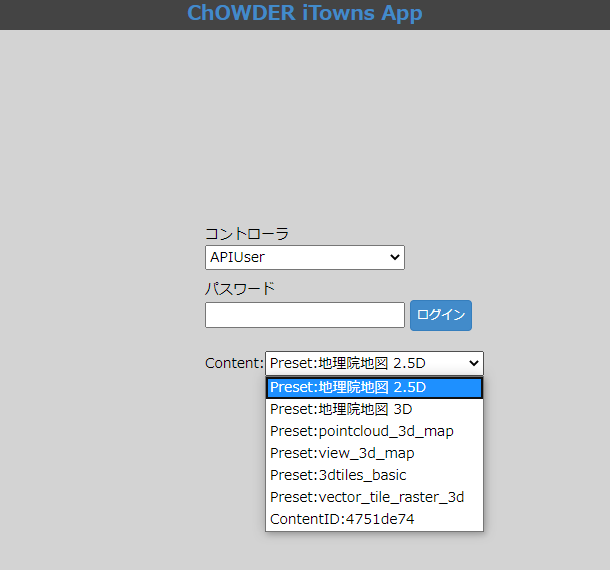 ChOWDER iTowns App
コントローラ
APIUser
パスワード
ログイン
Content: Preset:地理院地図 2.5D
Preset:地理院地図 2.5D
Preset:地理院地図 3D
Preset:pointcloud_3d_map
Preset:view_3d_map
Preset:3dtiles_basic
Preset:vector_tile_raster_3d
ContentID:4751de74